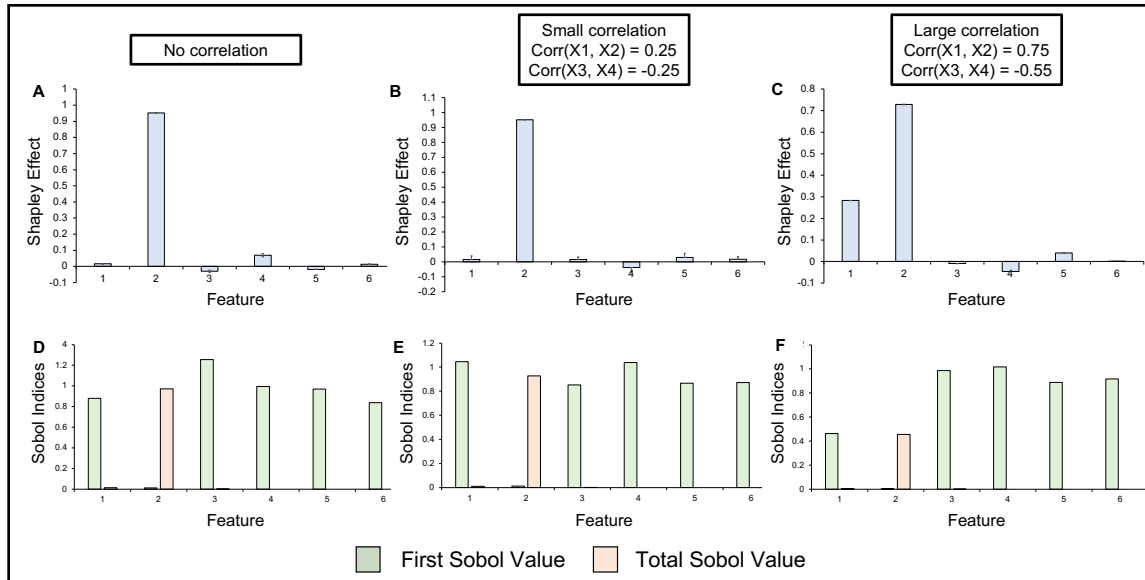 No correlation
Small correlation
Corr(X1, X2) = 0.25
Corr(X3, X4) = -0.25
Large correlation
Corr(X1, X2) = 0.75
Corr(X3, X4) = -0.55
A
Shapley Effect
1
0.9
0.8
0.7
0.6
0.5
0.4
0.3
0.2
0.1
0
-0.1
1 2 3 4 5 6
Feature
B
Shapley Effect
1.1
1
0.9
0.8
0.7
0.6
0.5
0.4
0.3
0.2
0.1
0
-0.1
-0.2
1 2 3 4 5 6
Feature
C
Shapley Effect
0.8
0.7
0.6
0.5
0.4
0.3
0.2
0.1
0
-0.1
1 2 3 4 5 6
Feature
D
Sobol Indices
4
1.2
1
0.8
0.6
0.4
0.2
0
1 2 3 4 5 6
Feature
E
Sobol Indices
1.2
1
0.8
0.6
0.4
0.2
0
1 2 3 4 5 6
Feature
F
Sobol Indices
1
0.8
0.6
0.4
0.2
0
1 2 3 4 5 6
Feature
First Sobol Value
Total Sobol Value